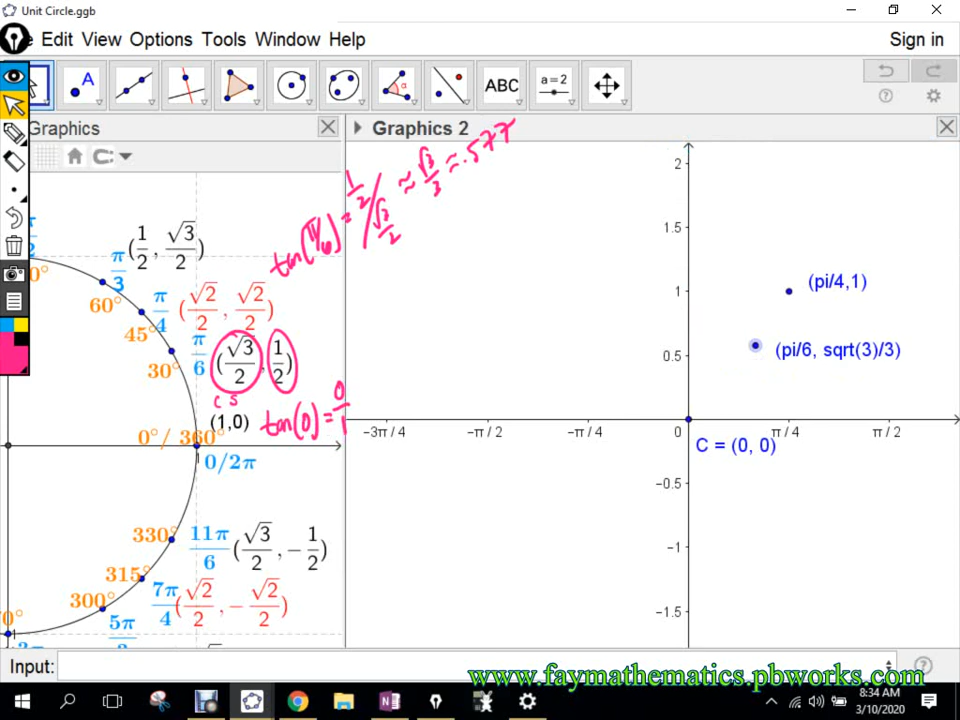 Unit Circle.ggb
Edit View Options Tools Window Help
Sign in
ABC
a=2
Graphics
Graphics 2
tan(π/6) = 1/2 / √3/2 ≈ √3/3 ≈ .577
(1/2, √3/2)
π/3
60°
π/4 (√2/2, √2/2)
45°
π/6 (√3/2, 1/2)
30°
c s
tan(0) = 0/1
(1,0)
0°/ 360°
0/2π
330°
11π/6 (√3/2, −1/2)
315°
7π/4 (√2/2, −√2/2)
300°
2
1.5
1
(pi/4,1)
0.5
(pi/6, sqrt(3)/3)
−3π / 4
−π / 2
−π / 4
0
π / 4
π / 2
C = (0, 0)
−0.5
−1
−1.5
Input:
www.faymathematics.pbworks.com
8:34 AM
3/10/2020